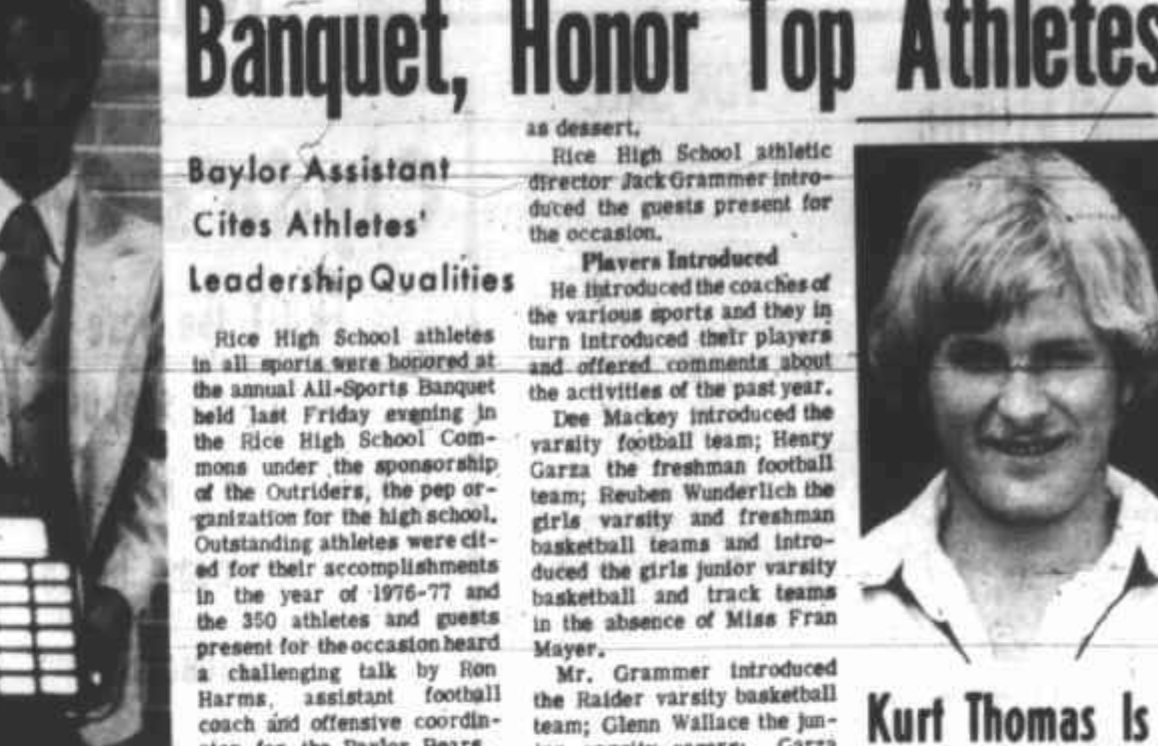 Banquet, Honor Top Athletes
Baylor Assistant
Cites Athletes'
Leadership Qualities
Rice High School athletes
in all sports were honored at
the annual All-Sports Banquet
held last Friday evening in
the Rice High School Com-
mons under the sponsorship
of the Outriders, the pep or-
ganization for the high school.
Outstanding athletes were cit-
ed for their accomplishments
in the year of 1976-77 and
the 350 athletes and guests
present for the occasion heard
a challenging talk by Ron
Harms, assistant football
coach and offensive coordin-
ator for the Baylor Bears.
as dessert.
Rice High School athletic
director Jack Grammer intro-
duced the guests present for
the occasion.
Players Introduced
He introduced the coaches of
the various sports and they in
turn introduced their players
and offered comments about
the activities of the past year.
Dee Mackey introduced the
varsity football team; Henry
Garza the freshman football
team; Reuben Wunderlich the
girls varsity and freshman
basketball teams and intro-
duced the girls junior varsity
basketball and track teams
in the absence of Miss Fran
Mayer.
Mr. Grammer introduced
the Raider varsity basketball
team; Glenn Wallace the jun-
ior varsity Garza
Kurt Thomas Is